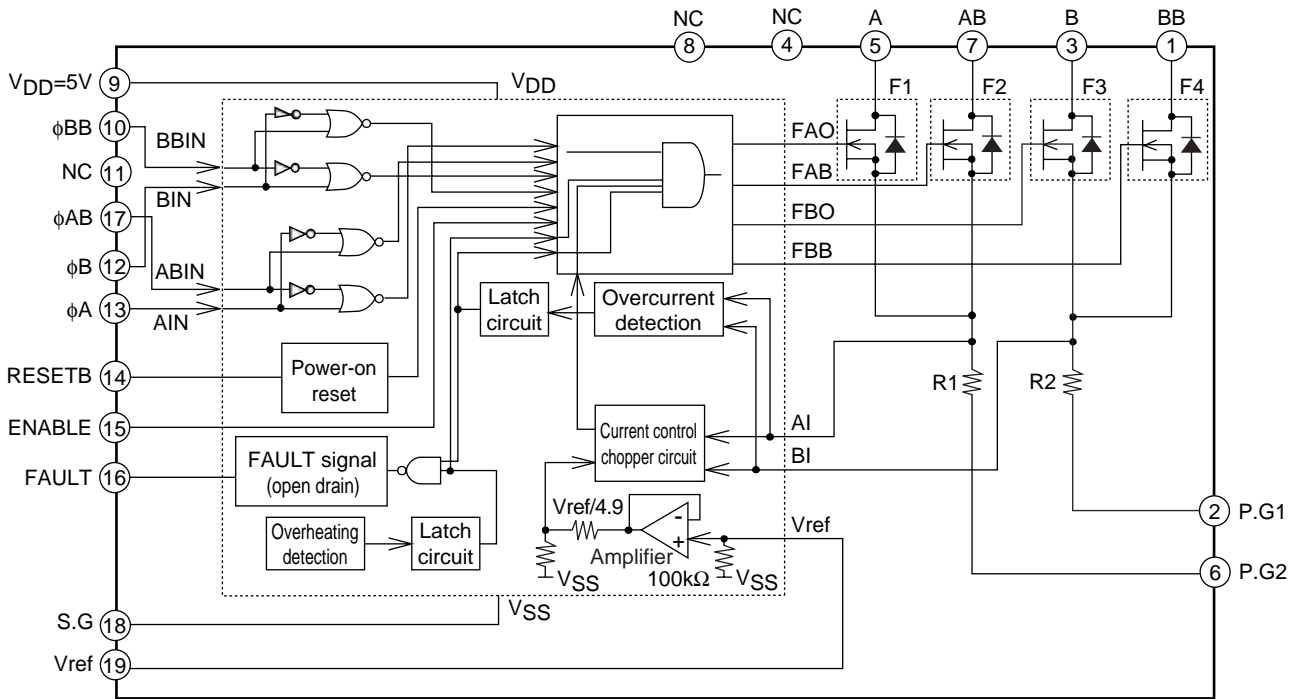 NC
NC
A
AB
B
BB
8
4
5
7
3
1
VDD=5V
9
VDD
F1
F2
F3
F4
φBB
10
BBIN
FAO
NC
11
BIN
FAB
φAB
17
FBO
φB
12
ABIN
FBB
φA
13
AIN
Latch
circuit
Overcurrent
detection
RESETB
14
Power-on
reset
R1
R2
ENABLE
15
Current control
chopper circuit
AI
BI
FAULT
16
FAULT signal
(open drain)
Vref/4.9
-
+
Amplifier
Vref
2
P.G1
Overheating
detection
Latch
circuit
VSS
100kΩ
VSS
6
P.G2
VSS
S.G
18
Vref
19